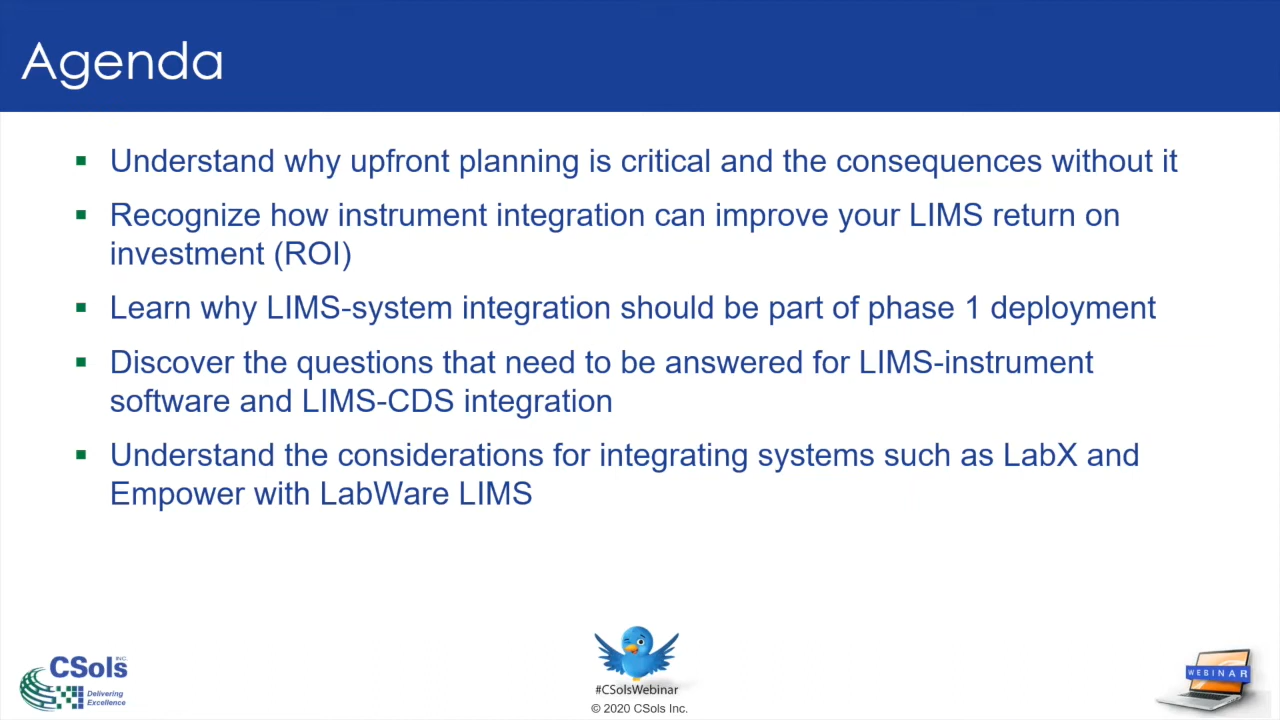 Agenda
▪ Understand why upfront planning is critical and the consequences without it
▪ Recognize how instrument integration can improve your LIMS return on
investment (ROI)
▪ Learn why LIMS-system integration should be part of phase 1 deployment
▪ Discover the questions that need to be answered for LIMS-instrument
software and LIMS-CDS integration
▪ Understand the considerations for integrating systems such as LabX and
Empower with LabWare LIMS
CSols INC.
Delivering
Excellence
#CSolsWebinar
© 2020 CSols Inc.
WEBINAR